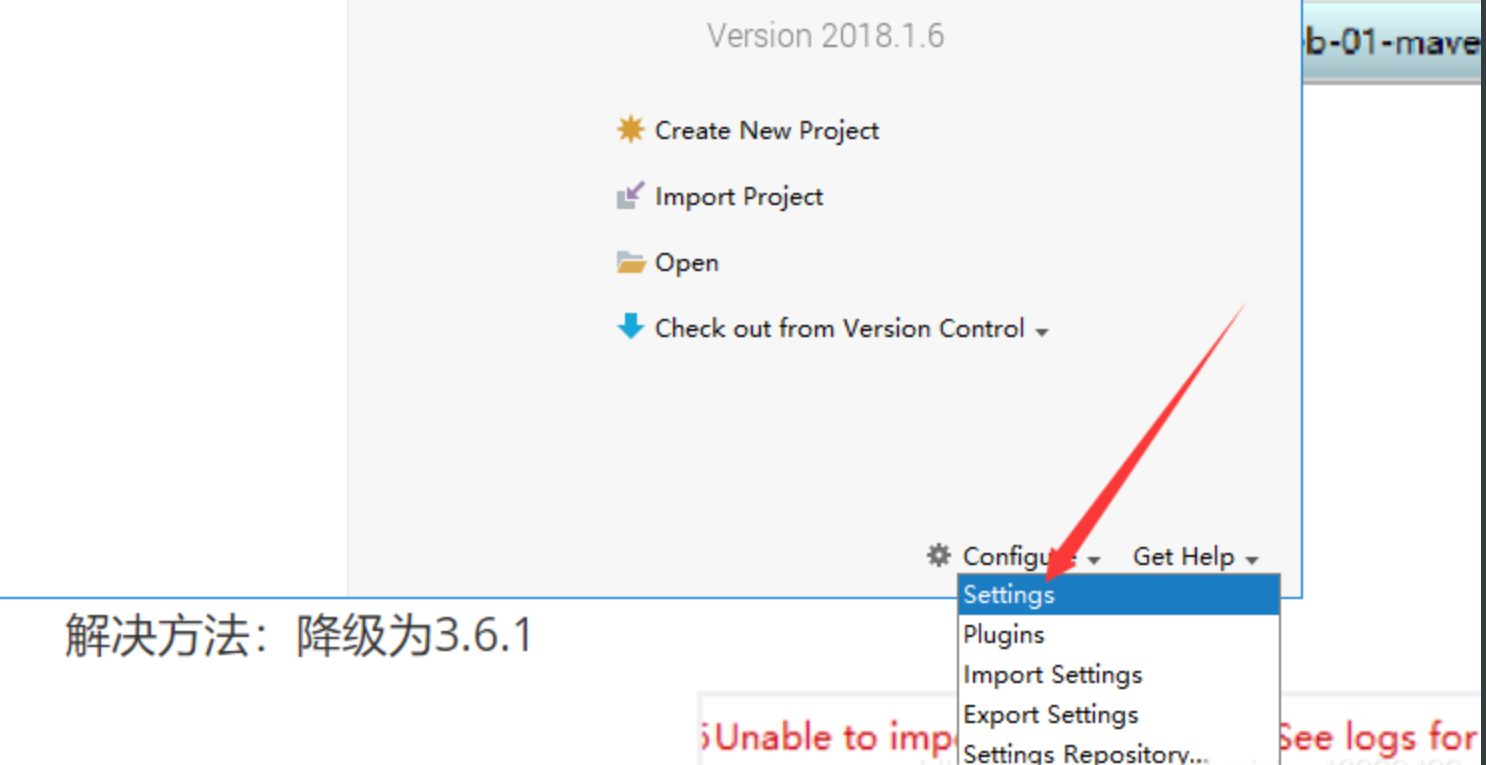 Version 2018.1.6
b-01-mave
Create New Project
Import Project
Open
Check out from Version Control
Configure
Get Help
Settings
解决方法：降级为3.6.1
Plugins
Import Settings
Export Settings
Unable to imp
See logs for
Settings Repository...